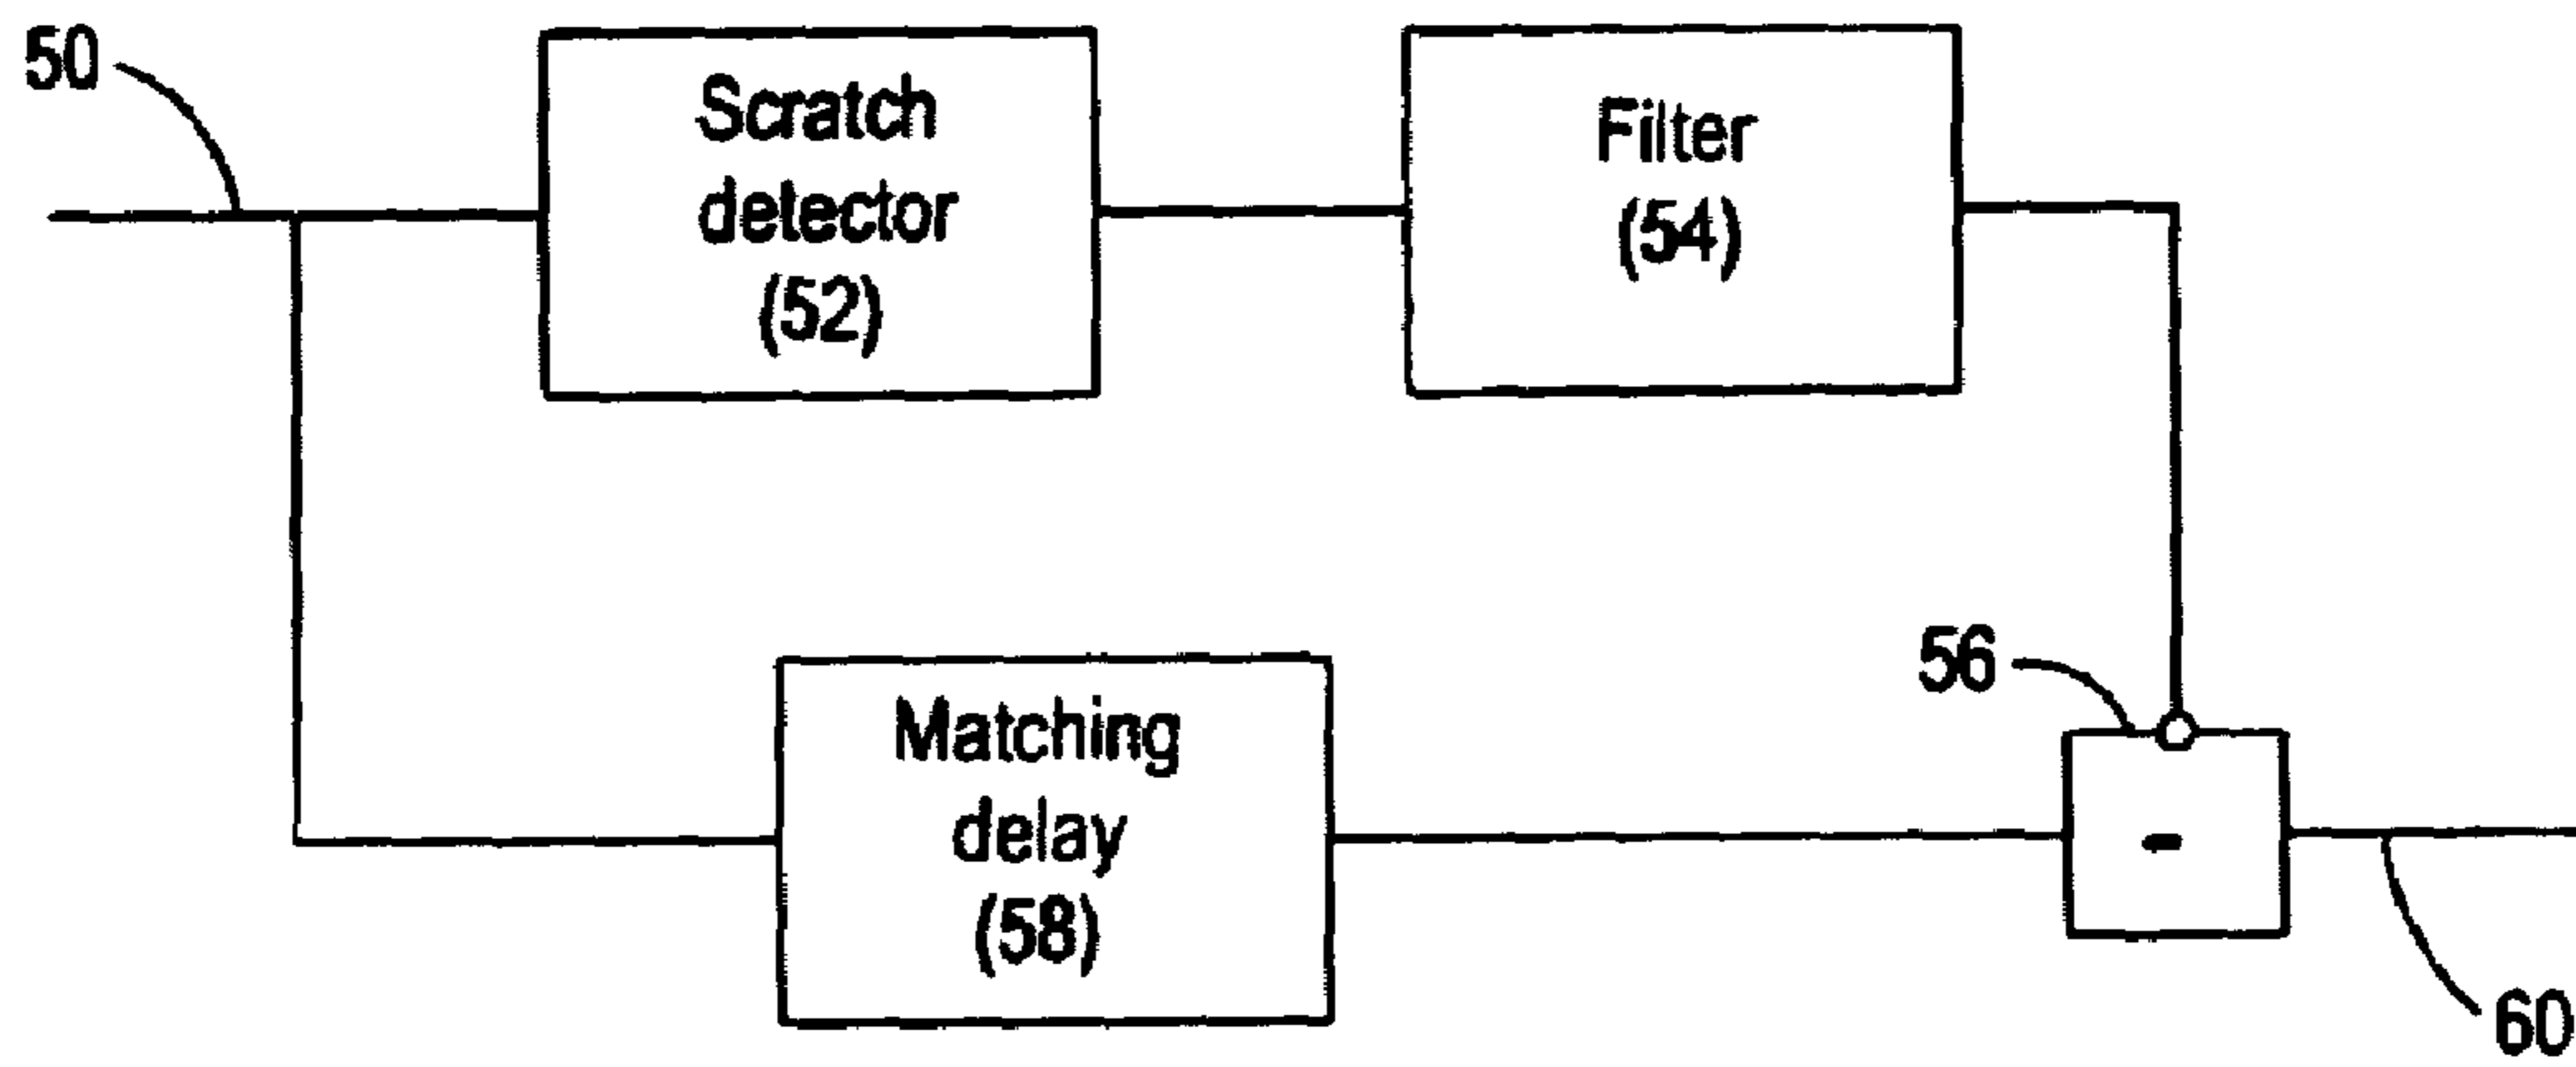 50
Scratch
detector
(52)
Filter
(54)
56
Matching
delay
(58)
-
60